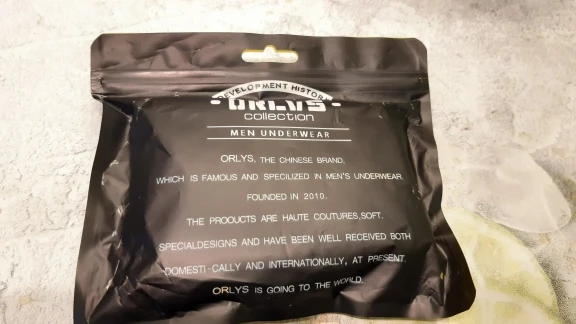 DEVELOPMENT HISTORY
ORLYS
collection
MEN UNDERWEAR
ORLYS, THE CHINESE BRAND,
WHICH IS FAMOUS AND SPECILIZED IN MEN'S UNDERWEAR,
FOUNDED IN 2010.
THE PRODUCTS ARE HAUTE COUTURES,SOFT.
SPECIALDESIGNS AND HAVE BEEN WELL RECEIVED BOTH
DOMESTI-CALLY AND INTERNATIONALLY, AT PRESENT,
ORLYS IS GOING TO THE WORLD.